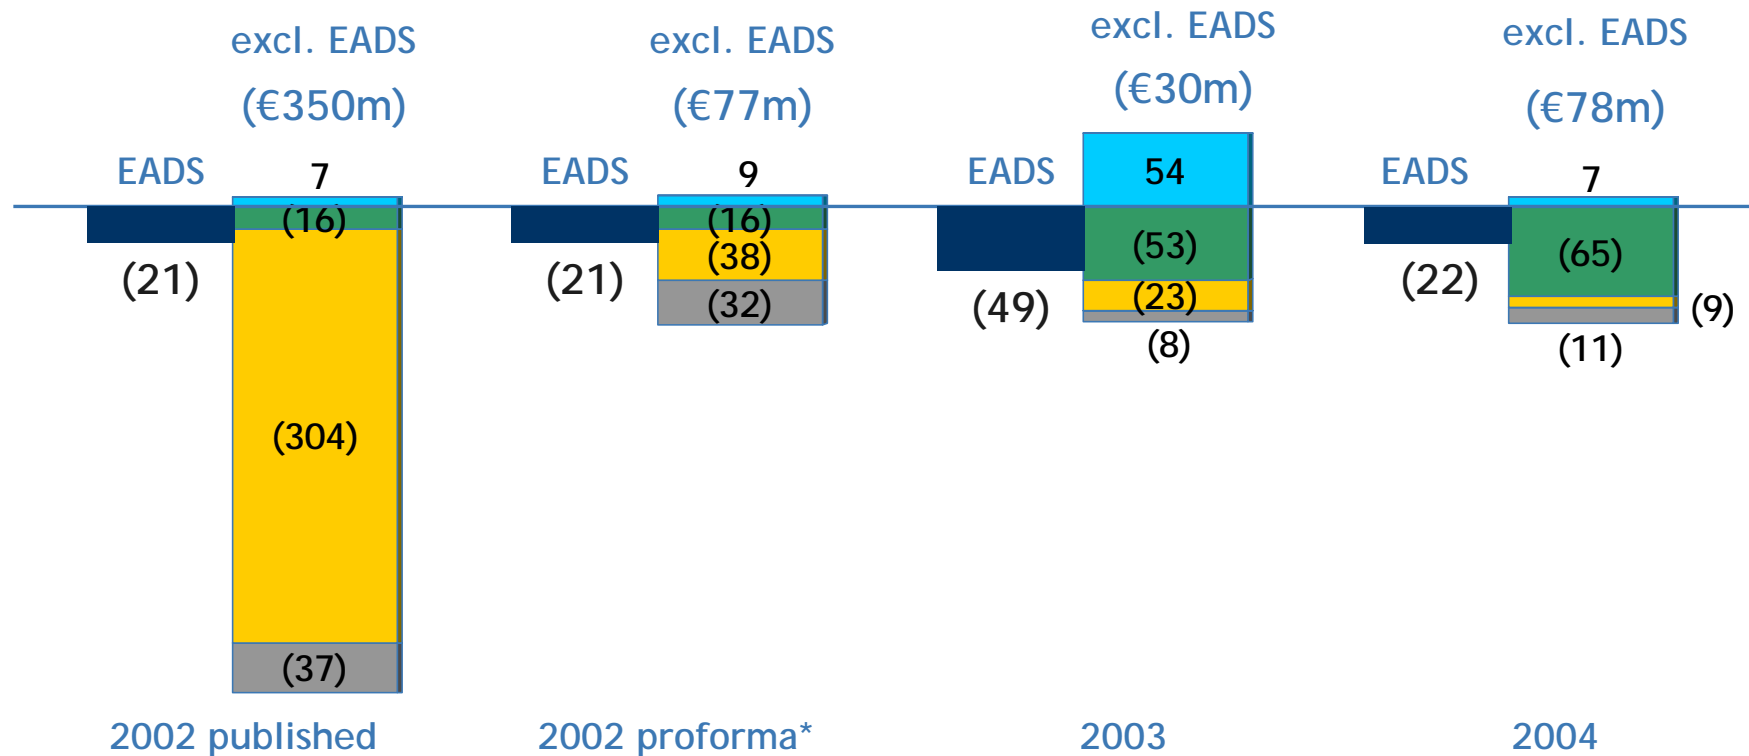 excl. EADS
(€350m)
EADS
7
(16)
(21)
(304)
(37)
2002 published
excl. EADS
(€77m)
EADS
9
(16)
(38)
(21)
(32)
2002 proforma*
excl. EADS
(€30m)
EADS
54
(53)
(23)
(49)
(8)
2003
excl. EADS
(€78m)
EADS
7
(65)
(22)
(9)
(11)
2004